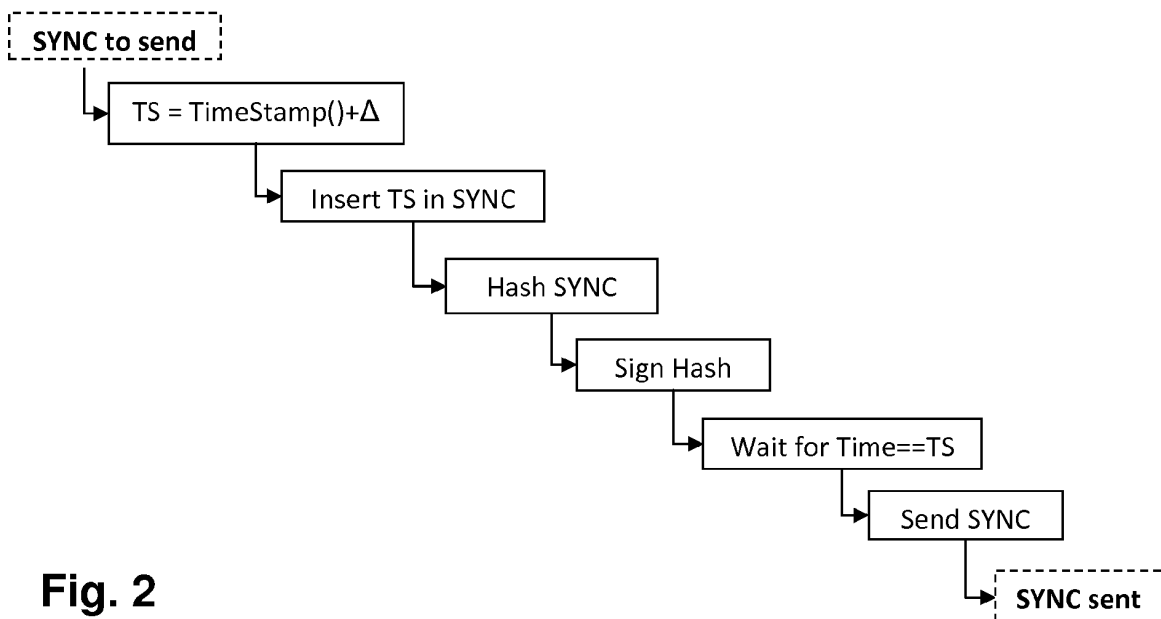 SYNC to send
TS = TimeStamp()+Δ
Insert TS in SYNC
Hash SYNC
Sign Hash
Wait for Time==TS
Send SYNC
SYNC sent
Fig. 2